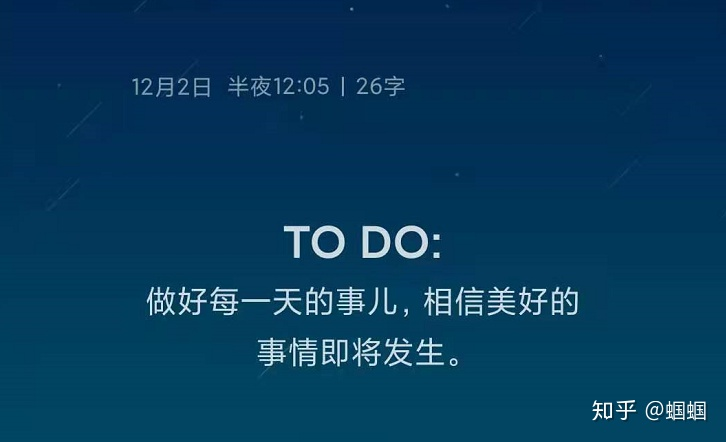 12月2日 半夜12:05 | 26字
TO DO:
做好每一天的事儿，相信美好的
事情即将发生。
知乎 @蝈蝈